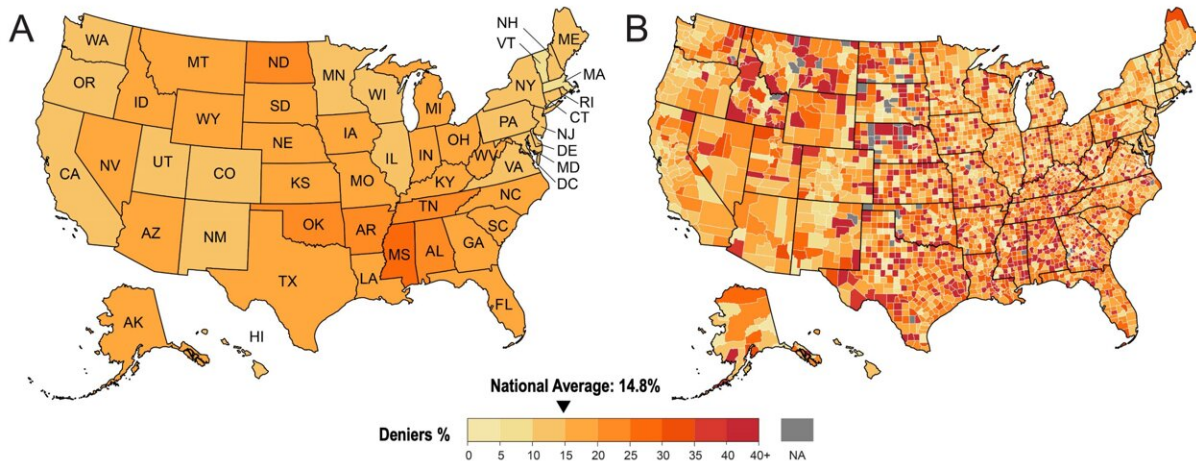 A
B
NH
VT
ME
WA
MT
ND
MN
MA
OR
ID
SD
WI
NY
RI
WY
MI
CT
PA
NJ
NE
IA
OH
DE
NV
UT
IL
IN
WV
MD
CO
VA
DC
CA
KS
MO
KY
NC
TN
AZ
NM
OK
AR
SC
MS
AL
GA
TX
LA
FL
AK
HI
National Average: 14.8%
Deniers %
0 5 10 15 20 25 30 35 40 40+ NA